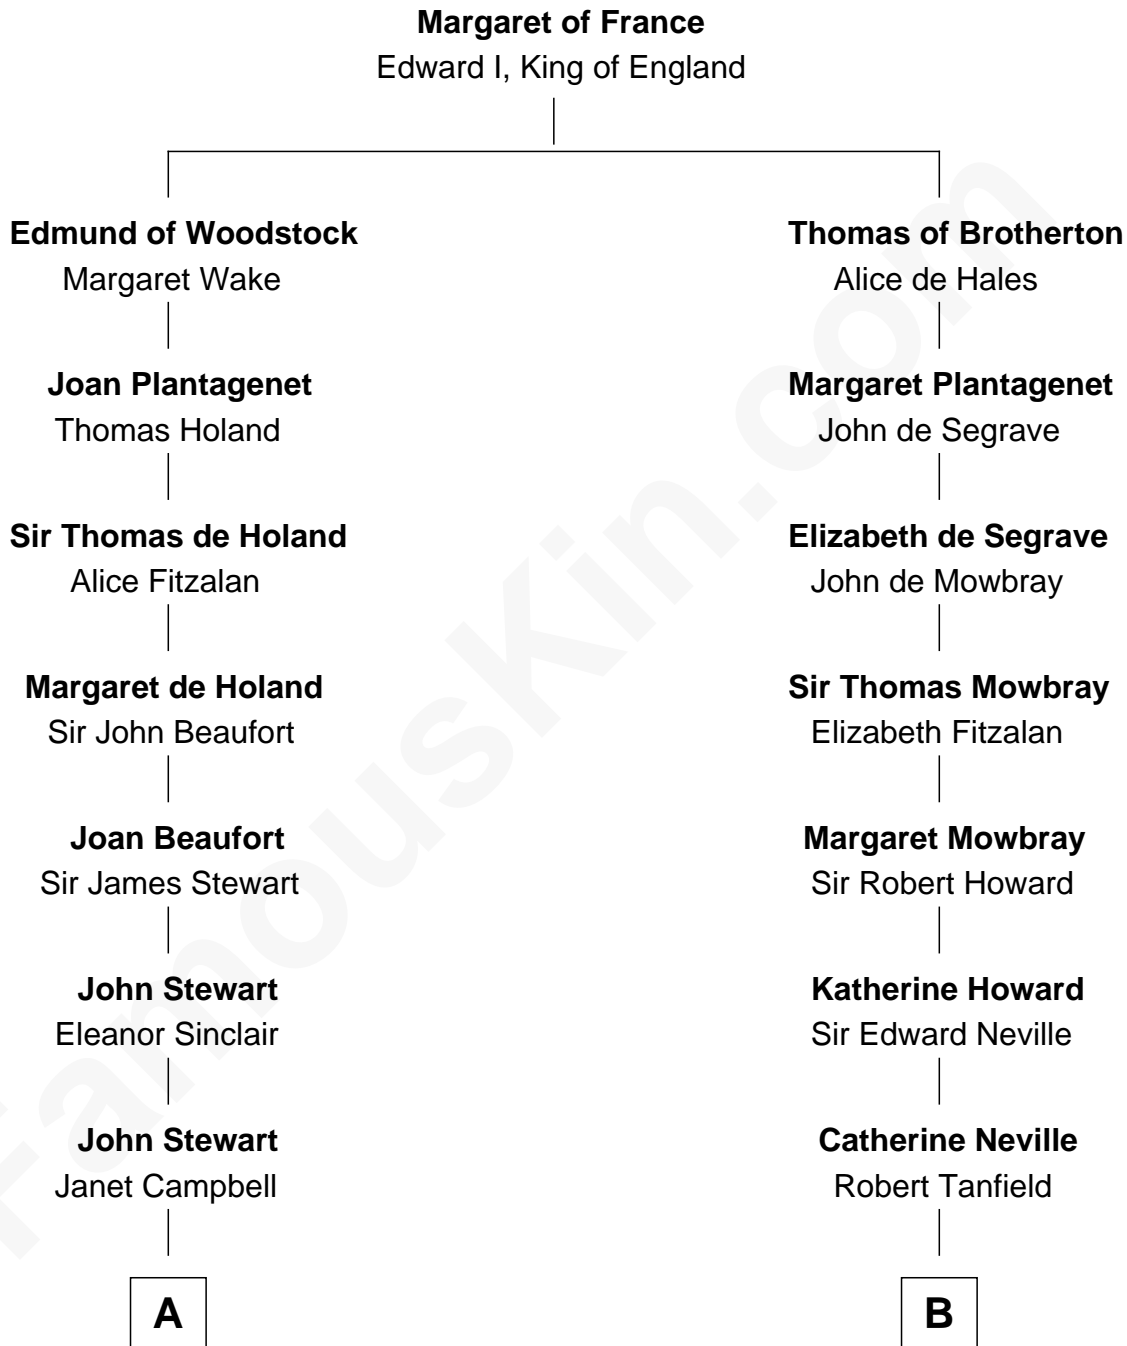 Margaret of France
Edward I, King of England
Edmund of Woodstock
Margaret Wake
Thomas of Brotherton
Alice de Hales
Joan Plantagenet
Thomas Holand
Margaret Plantagenet
John de Segrave
Sir Thomas de Holand
Alice Fitzalan
Elizabeth de Segrave
John de Mowbray
Margaret de Holand
Sir John Beaufort
Sir Thomas Mowbray
Elizabeth Fitzalan
Joan Beaufort
Sir James Stewart
Margaret Mowbray
Sir Robert Howard
John Stewart
Eleanor Sinclair
Katherine Howard
Sir Edward Neville
John Stewart
Janet Campbell
Catherine Neville
Robert Tanfield
A
B
FamousKin.com